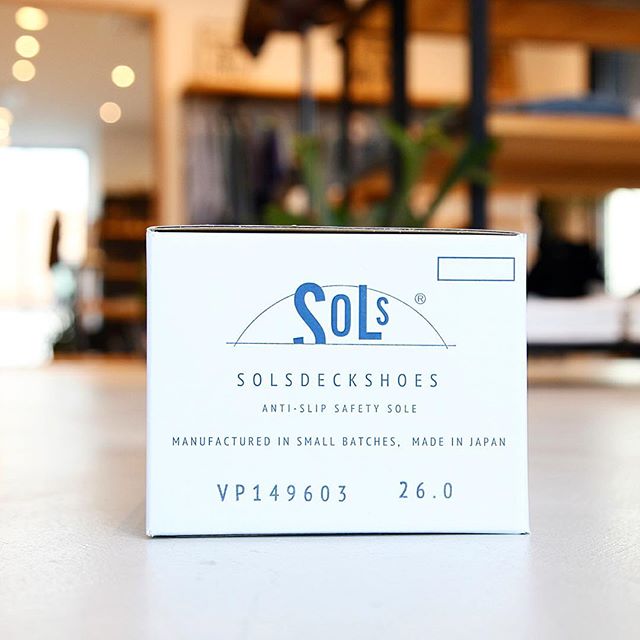 SOLS ®
SOLSDECKSHOES
ANTI-SLIP SAFETY SOLE
MANUFACTURED IN SMALL BATCHES, MADE IN JAPAN
VP149603 26.0